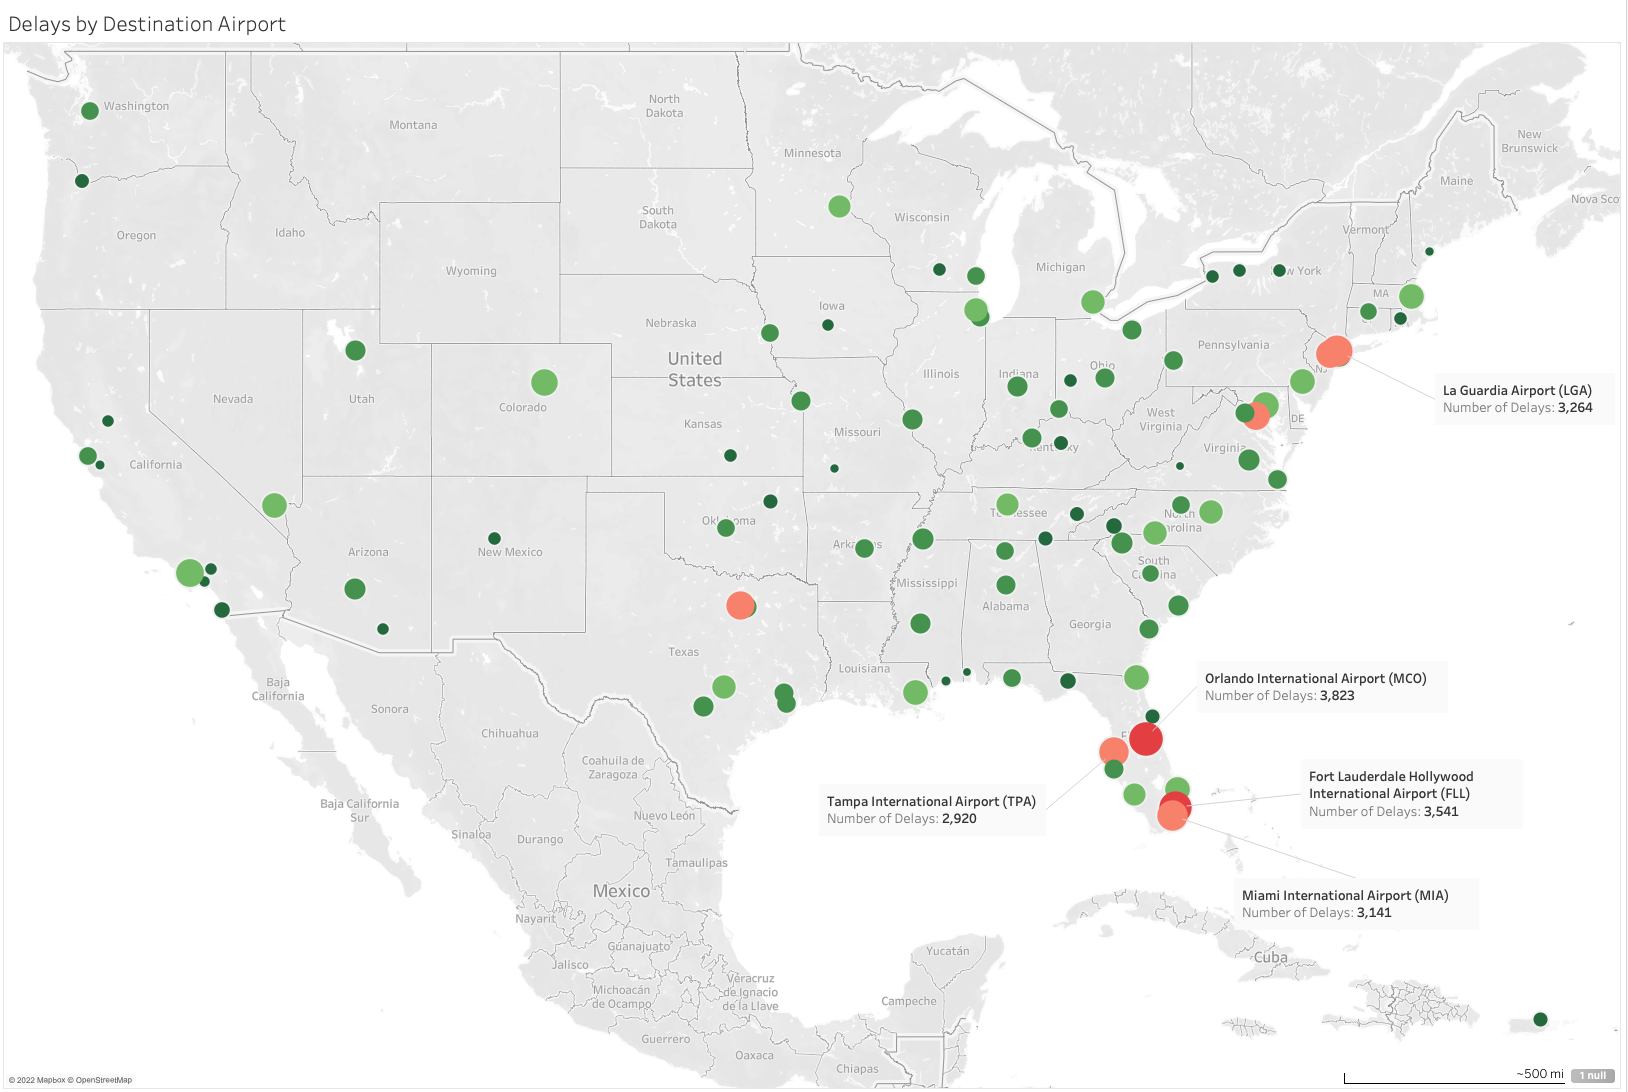 Delays by Destination Airport
Washington
Montana
North
Dakota
Minnesota
New
Brunswick
Maine
Nova Sco
South
Dakota
Wisconsin
Oregon
Idaho
Wyoming
Michigan
Vermont
w York
MA
Iowa
Nebraska
United
States
Pennsylvania
NJ
La Guardia Airport (LGA)
Number of Delays: 3,264
Nevada
Utah
Colorado
Illinois
Indiana
Ohio
Kansas
Missouri
West
Virginia
DE
California
Kentucky
Virginia
Oklahoma
Tennessee
North
Carolina
Arizona
New Mexico
Arkansas
South
Carolina
Mississippi
Alabama
Georgia
Texas
Louisiana
Baja
California
Sonora
Orlando International Airport (MCO)
Number of Delays: 3,823
Chihuahua
F
Coahuila de
Zaragoza
Fort Lauderdale Hollywood
International Airport (FLL)
Number of Delays: 3,541
Baja California
Sur
Tampa International Airport (TPA)
Number of Delays: 2,920
Nuevo León
Sinaloa
Durango
Tamaulipas
Mexico
Miami International Airport (MIA)
Number of Delays: 3,141
Nayarit
Guanajuato
Yucatán
Cuba
Jalisco
Veracruz
de Ignacio
de la Llave
Michoacán
de Ocampo
Campeche
Guerrero
Oaxaca
Chiapas
© 2022 Mapbox © OpenStreetMap
~500 mi
1 null